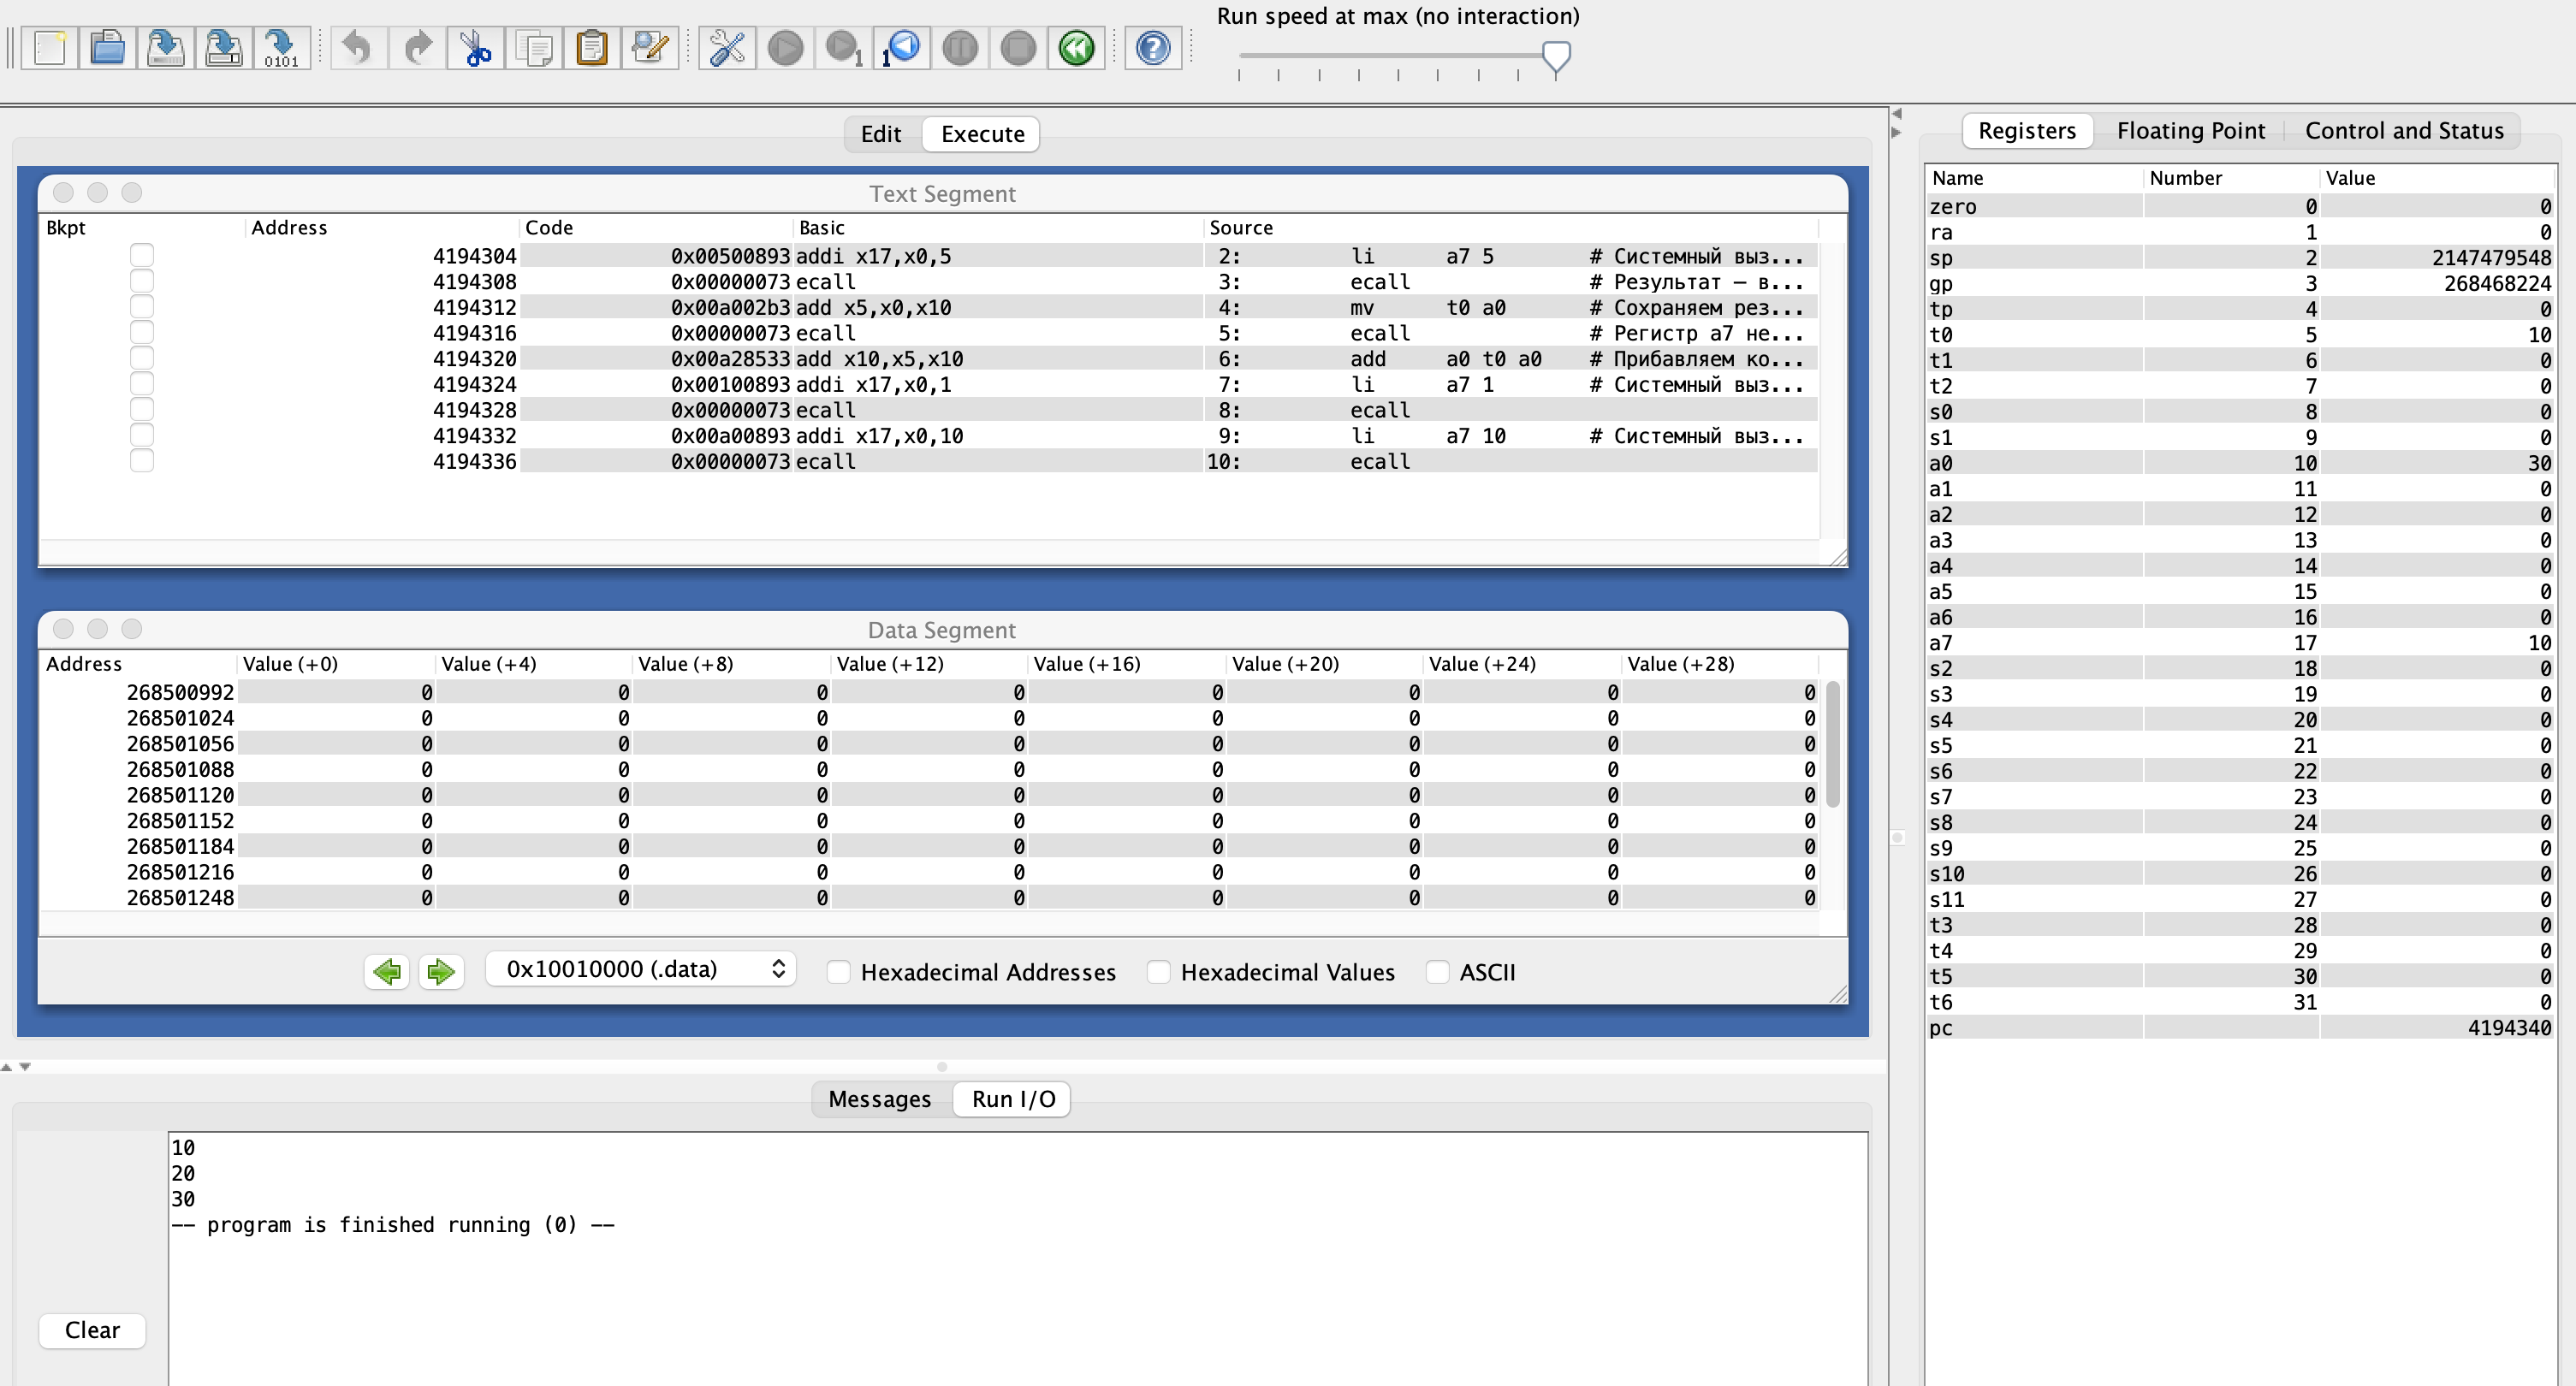 Run speed at max (no interaction)
0101
1
1
Edit Execute
Registers Floating Point Control and Status
Text Segment
Bkpt Address Code Basic Source
4194304 0x00500893 addi x17,x0,5 2: li a7 5 # Системный выз...
4194308 0x00000073 ecall 3: ecall # Результат — в...
4194312 0x00a002b3 add x5,x0,x10 4: mv t0 a0 # Сохраняем рез...
4194316 0x00000073 ecall 5: ecall # Регистр a7 не...
4194320 0x00a28533 add x10,x5,x10 6: add a0 t0 a0 # Прибавляем ко...
4194324 0x00100893 addi x17,x0,1 7: li a7 1 # Системный выз...
4194328 0x00000073 ecall 8: ecall
4194332 0x00a00893 addi x17,x0,10 9: li a7 10 # Системный выз...
4194336 0x00000073 ecall 10: ecall
Data Segment
Address Value (+0) Value (+4) Value (+8) Value (+12) Value (+16) Value (+20) Value (+24) Value (+28)
268500992 0 0 0 0 0 0 0 0
268501024 0 0 0 0 0 0 0 0
268501056 0 0 0 0 0 0 0 0
268501088 0 0 0 0 0 0 0 0
268501120 0 0 0 0 0 0 0 0
268501152 0 0 0 0 0 0 0 0
268501184 0 0 0 0 0 0 0 0
268501216 0 0 0 0 0 0 0 0
268501248 0 0 0 0 0 0 0 0
0x10010000 (.data) Hexadecimal Addresses Hexadecimal Values ASCII
Messages Run I/O
10
20
30
-- program is finished running (0) --
Clear
Name Number Value
zero 0 0
ra 1 0
sp 2 2147479548
gp 3 268468224
tp 4 0
t0 5 10
t1 6 0
t2 7 0
s0 8 0
s1 9 0
a0 10 30
a1 11 0
a2 12 0
a3 13 0
a4 14 0
a5 15 0
a6 16 0
a7 17 10
s2 18 0
s3 19 0
s4 20 0
s5 21 0
s6 22 0
s7 23 0
s8 24 0
s9 25 0
s10 26 0
s11 27 0
t3 28 0
t4 29 0
t5 30 0
t6 31 0
pc 4194340